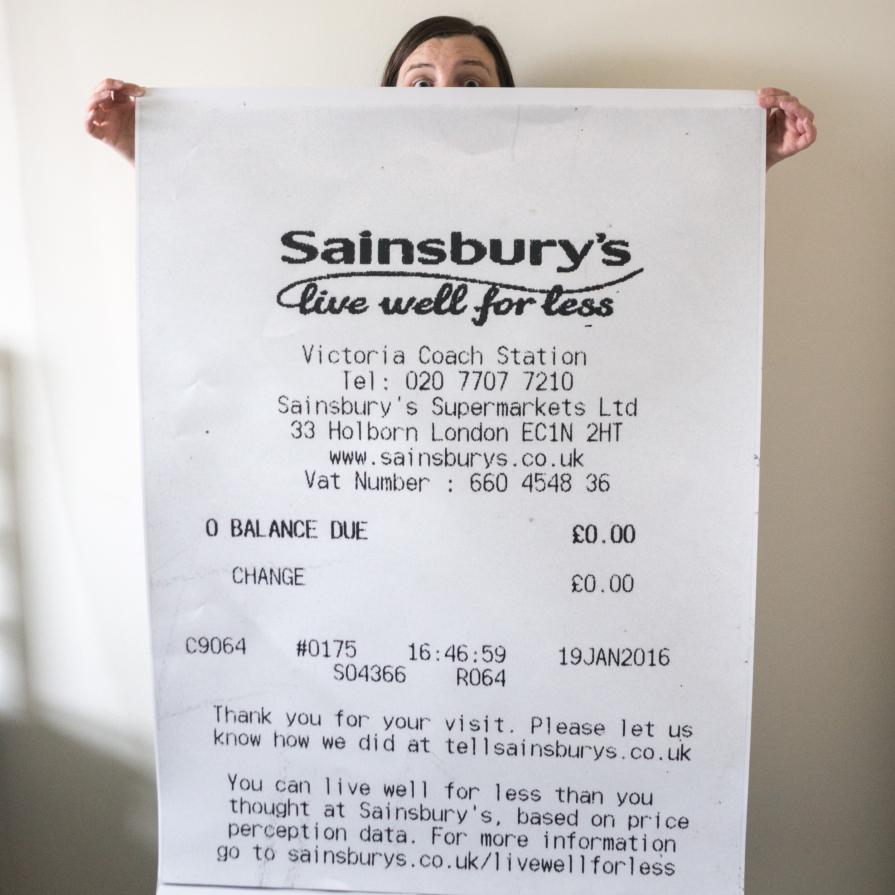 Sainsbury's
live well for less
Victoria Coach Station
Tel: 020 7707 7210
Sainsbury's Supermarkets Ltd
33 Holborn London EC1N 2HT
www.sainsburys.co.uk
Vat Number : 660 4548 36
0 BALANCE DUE £0.00
CHANGE £0.00
C9064 #0175 16:46:59 19JAN2016
S04366 R064
Thank you for your visit. Please let us
know how we did at tellsainsburys.co.uk
You can live well for less than you
thought at Sainsbury's, based on price
perception data. For more information
go to sainsburys.co.uk/livewellforless